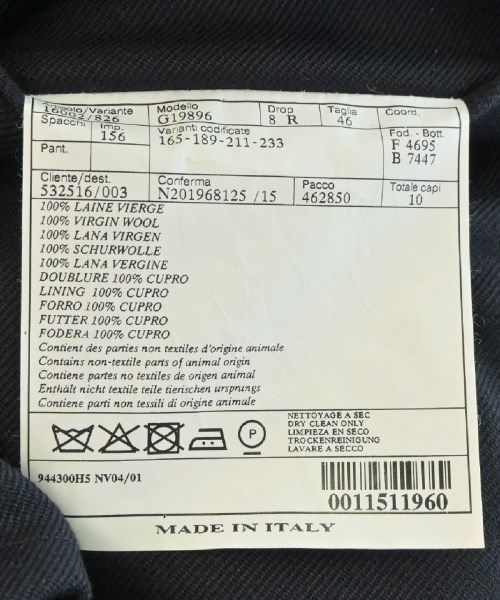 /Variante Modello Drop Taglia Coord.
16602/826 G19896 8 R 46
Spacchi Imp. Varianti codificate Fod. - Bott.
156 165-189-211-233 F 4695
Pant. B 7447
Cliente/dest. Conferma Pacco Totale capi
532516/003 N201968125 /15 462850 10
100% LAINE VIERGE
100% VIRGIN WOOL
100% LANA VIRGEN
100% SCHURWOLLE
100% LANA VERGINE
DOUBLURE 100% CUPRO
LINING 100% CUPRO
FORRO 100% CUPRO
FUTTER 100% CUPRO
FODERA 100% CUPRO
Contient des parties non textiles d'origine animale
Contains non-textile parts of animal origin
Contiene partes no textiles de origen animal
Enthält nicht textile teile tierischen ursprungs
Contiene parti non tessili di origine animale
NETTOYAGE A SEC
DRY CLEAN ONLY
LIMPIEZA EN SECO
TROCKENREINIGUNG
LAVARE A SECCO
P
944300H5 NV04/01
0011511960
MADE IN ITALY